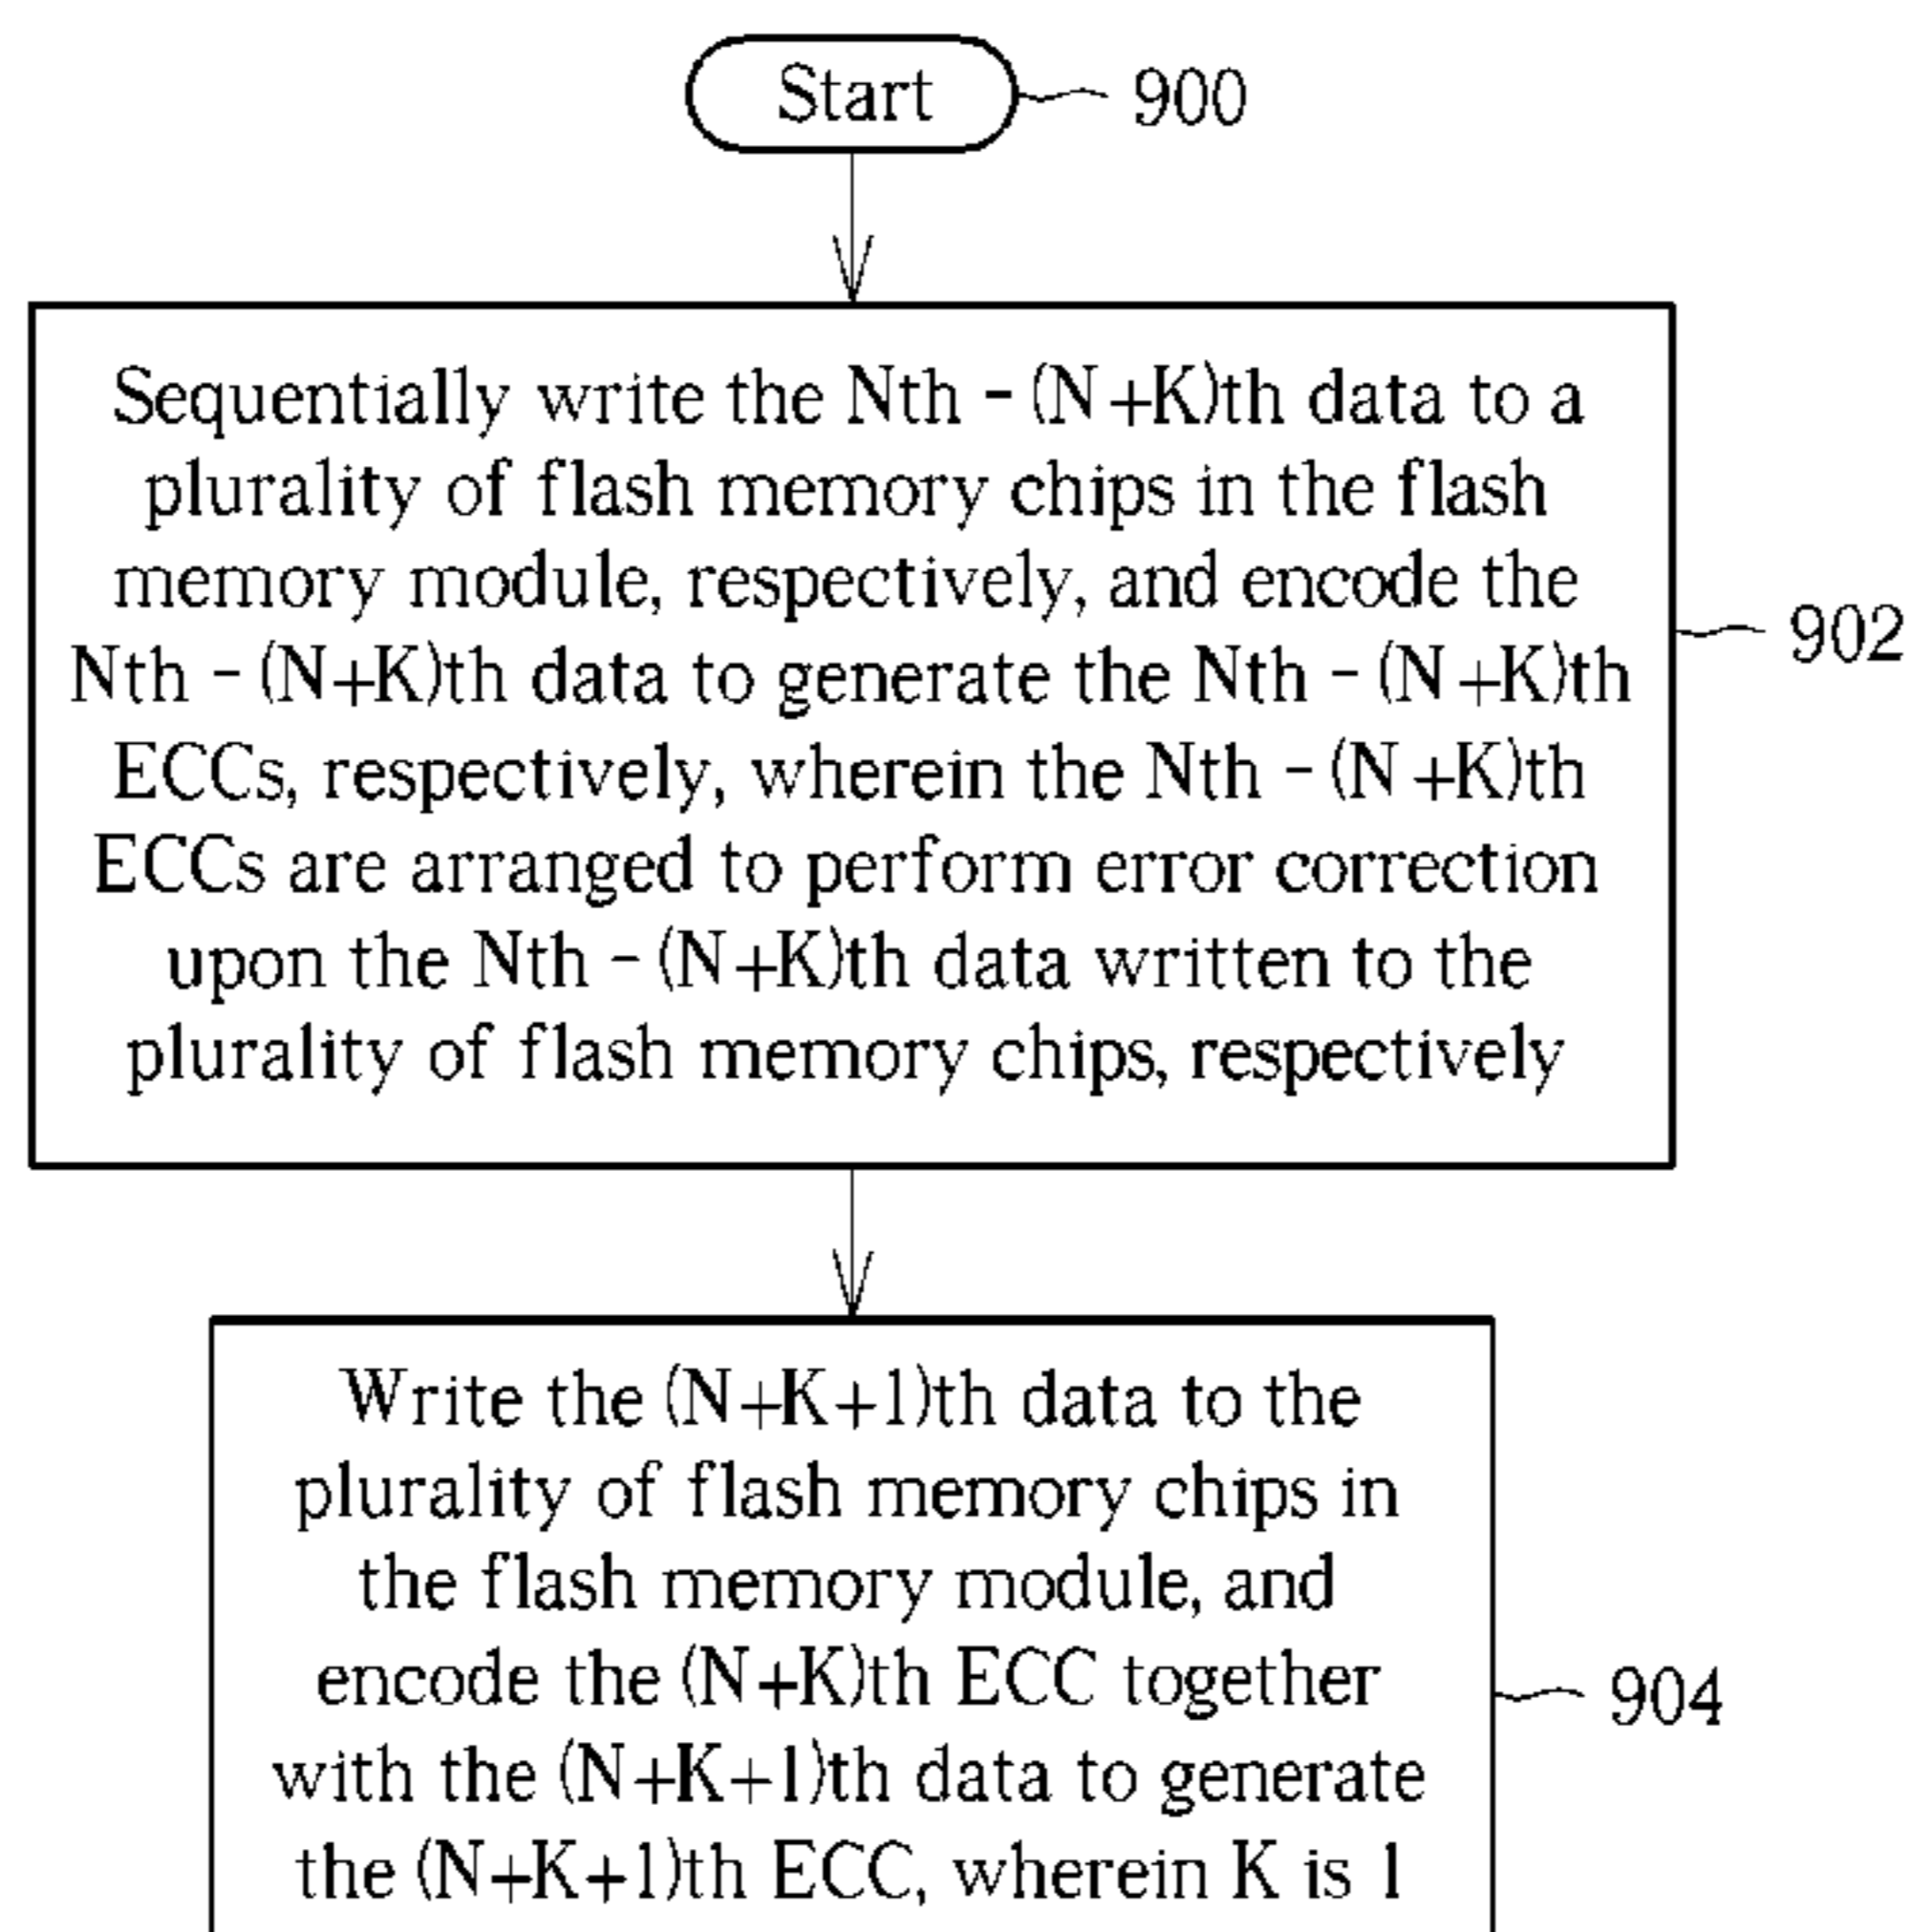 Start
900
Sequentially write the Nth - (N+K)th data to a
plurality of flash memory chips in the flash
memory module, respectively, and encode the
Nth - (N+K)th data to generate the Nth - (N+K)th
ECCs, respectively, wherein the Nth - (N+K)th
ECCs are arranged to perform error correction
upon the Nth - (N+K)th data written to the
plurality of flash memory chips, respectively
902
Write the (N+K+1)th data to the
plurality of flash memory chips in
the flash memory module, and
encode the (N+K)th ECC together
with the (N+K+1)th data to generate
the (N+K+1)th ECC, wherein K is 1
904